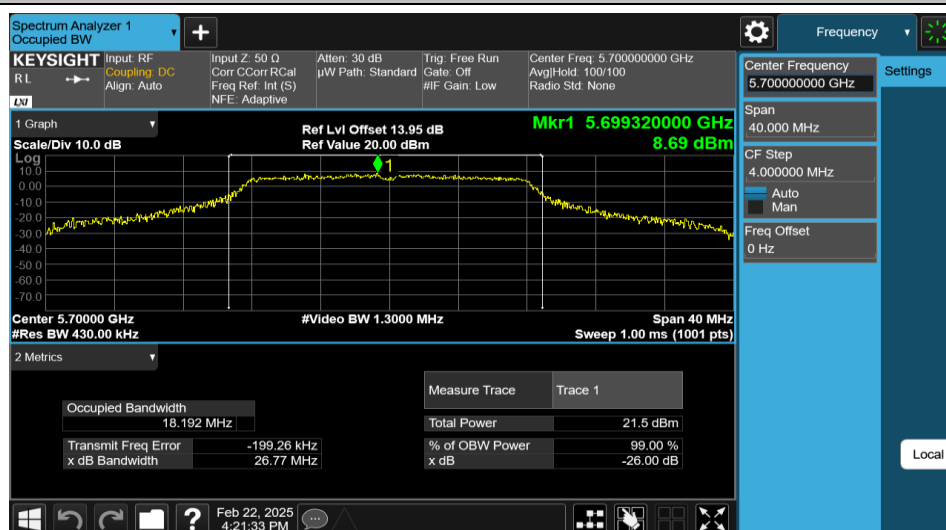 Spectrum Analyzer 1
Occupied BW
+
Frequency
KEYSIGHT
R L
LXI
Input: RF
Coupling: DC
Align: Auto
Input Z: 50 Ω
Corr CCorr RCal
Freq Ref: Int (S)
NFE: Adaptive
Atten: 30 dB
µW Path: Standard
Trig: Free Run
Gate: Off
#IF Gain: Low
Center Freq: 5.700000000 GHz
Avg|Hold: 100/100
Radio Std: None
1 Graph
Scale/Div 10.0 dB
Ref Lvl Offset 13.95 dB
Ref Value 20.00 dBm
Mkr1 5.699320000 GHz
8.69 dBm
Log
10.0
0.00
-10.0
-20.0
-30.0
-40.0
-50.0
-60.0
-70.0
1
Center 5.70000 GHz
#Res BW 430.00 kHz
#Video BW 1.3000 MHz
Span 40 MHz
Sweep 1.00 ms (1001 pts)
2 Metrics
Occupied Bandwidth
18.192 MHz
Transmit Freq Error -199.26 kHz
x dB Bandwidth 26.77 MHz
Measure Trace Trace 1
Total Power 21.5 dBm
% of OBW Power 99.00 %
x dB -26.00 dB
Center Frequency
5.700000000 GHz
Span
40.000 MHz
CF Step
4.000000 MHz
Auto
Man
Freq Offset
0 Hz
Settings
Local
?
Feb 22, 2025
4:21:33 PM